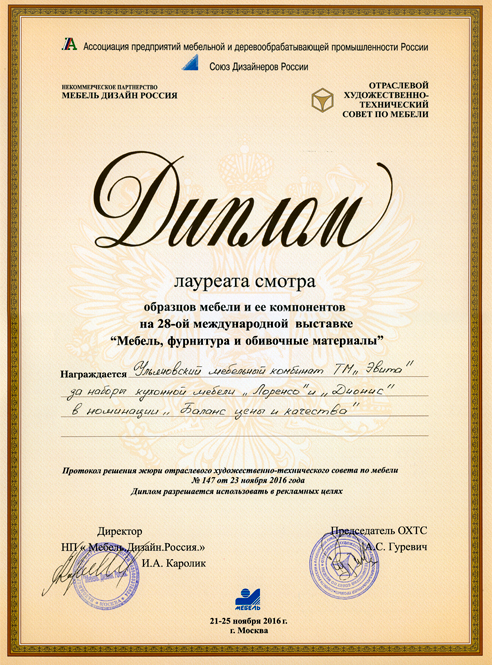 Ассоциация предприятий мебельной и деревообрабатывающей промышленности России
Союз Дизайнеров России
НЕКОММЕРЧЕСКОЕ ПАРТНЕРСТВО
МЕБЕЛЬ ДИЗАЙН РОССИЯ
ОТРАСЛЕВОЙ
ХУДОЖЕСТВЕННО-
ТЕХНИЧЕСКИЙ
СОВЕТ ПО МЕБЕЛИ
Диплом
лауреата смотра
образцов мебели и ее компонентов
на 28-ой международной выставке
“Мебель, фурнитура и обивочные материалы”
Награждается Ульяновский мебельный комбинат ТМ „Эвита"
за наборы кухонной мебели „Лоренсо" и „Дионис"
в номинации „Баланс цены и качества"
Протокол решения жюри отраслевого художественно-технического совета по мебели
№ 147 от 23 ноября 2016 года
Диплом разрешается использовать в рекламных целях
Директор
НП « Мебель.Дизайн.Россия.»
И.А. Каролик
Председатель ОХТС
А.С. Гуревич
МЕБЕЛЬ
21-25 ноября 2016 г.
г. Москва